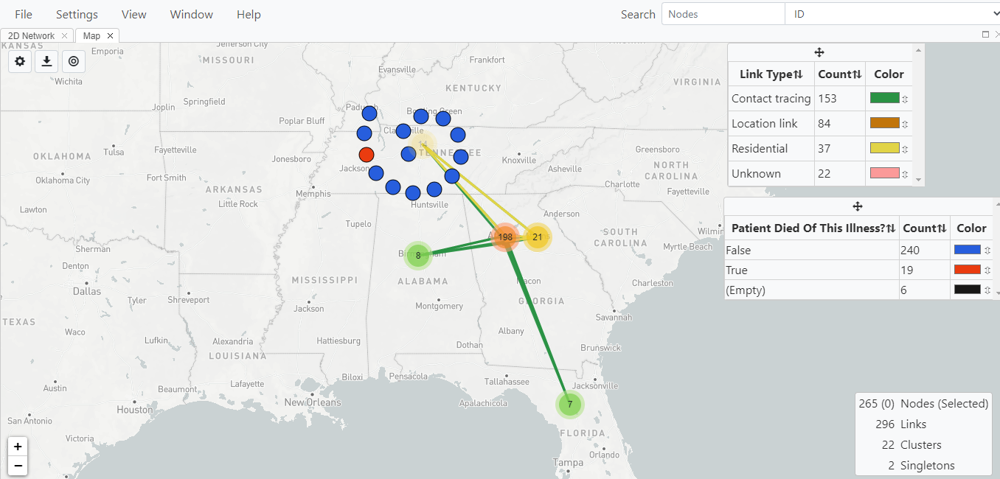 File Settings View Window Help Search Nodes ID
2D Network Map
KANSAS
Emporia
Jefferson City
MISSOURI
Wichita
Evansville
Frankfort
VIRGINIA
KENTUCKY
Springfield
Joplin
Poplar Bluff
14
TENNESSEE
OKLAHOMA
Tulsa
Fayetteville
Jonesboro
Jackson
Knoxville
Greensboro
Oklahoma City
Fort Smith
ARKANSAS
Asheville
NORTH
CAROLINA
Charlotte
Fayetteville
Memphis
Little Rock
Huntsville
Lawton
Tupelo
Anderson
SOUTH
CAROLINA
Wilmin
198
21
Myrtle Beach
Sherman
8
Birmingham
Denton
Dallas
MISSISSIPPI
ALABAMA
Macon
Charleston
Tyler
Shreveport
Jackson
Montgomery
GEORGIA
Savannah
TEXAS
Waco
Albany
Lufkin
Alexandria
Hattiesburg
Dothan
Brunswick
LOUISIANA
Biloxi
Pensacola
Tallahassee
Jacksonville
Austin
Beaumont
Lafayette
New Orleans
Apalachicola
Houston
7
San Antonio
FLORIDA
Victoria
Orlando
Tampa
+
−
Link Type Count Color
Contact tracing 153
Location link 84
Residential 37
Unknown 22
Patient Died Of This Illness? Count Color
False 240
True 19
(Empty) 6
265 (0) Nodes (Selected)
296 Links
22 Clusters
2 Singletons